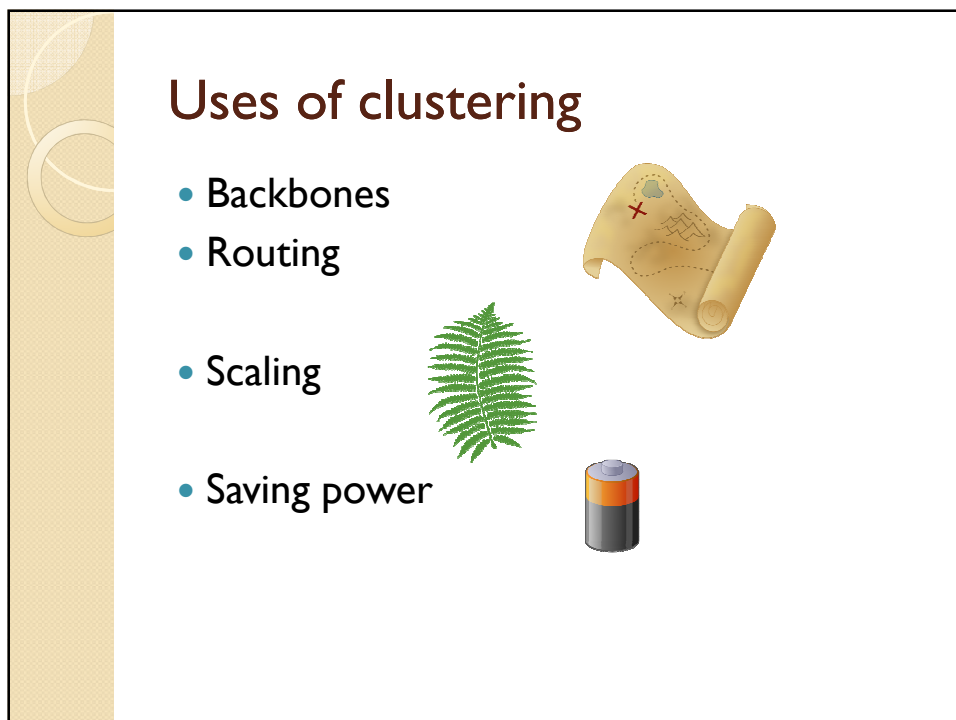 Uses of clustering
• Backbones
• Routing
• Scaling
• Saving power